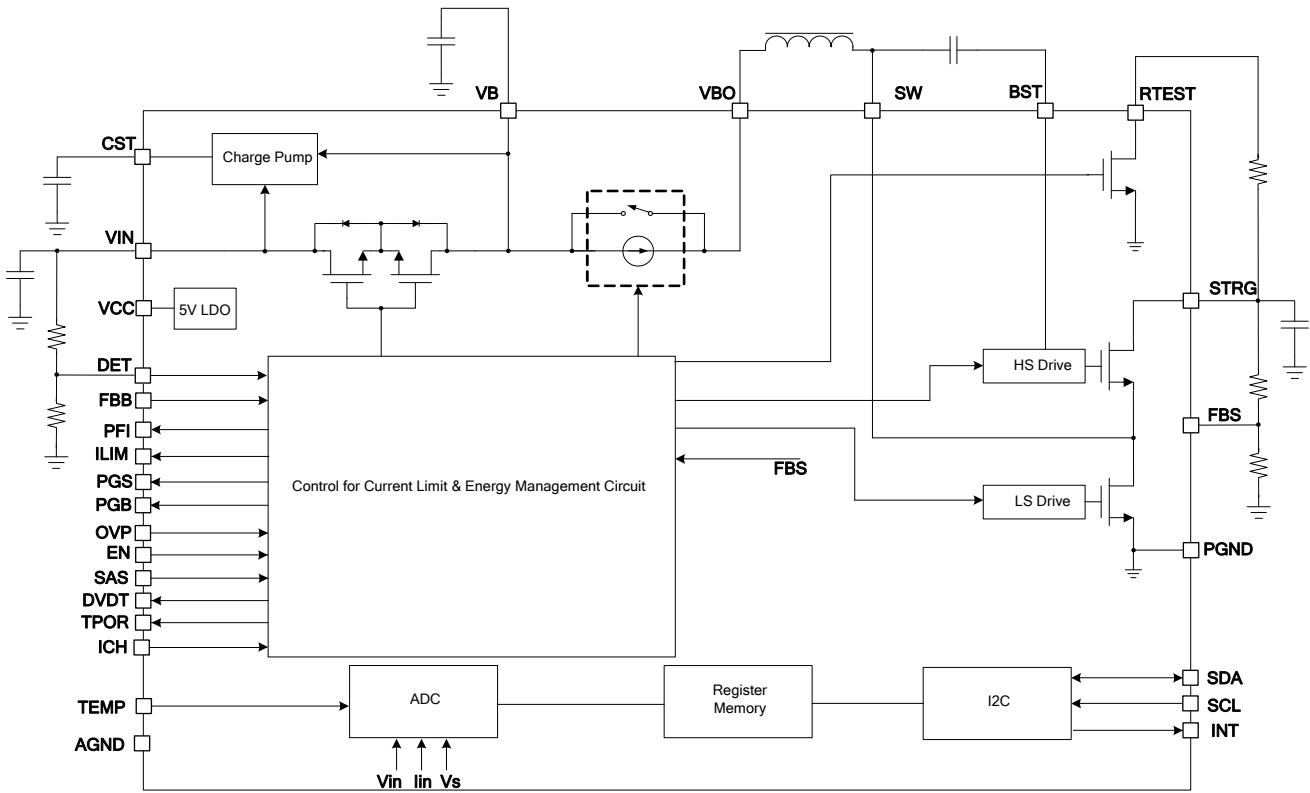 VB
VBO
SW
BST
RTEST
CST
Charge Pump
VIN
VCC
5V LDO
STRG
DET
HS Drive
FBB
FBS
PFI
ILIM
FBS
PGS
Control for Current Limit & Energy Management Circuit
PGB
LS Drive
OVP
EN
PGND
SAS
DVDT
TPOR
ICH
TEMP
ADC
Register
Memory
I2C
SDA
SCL
INT
AGND
Vin Iin Vs